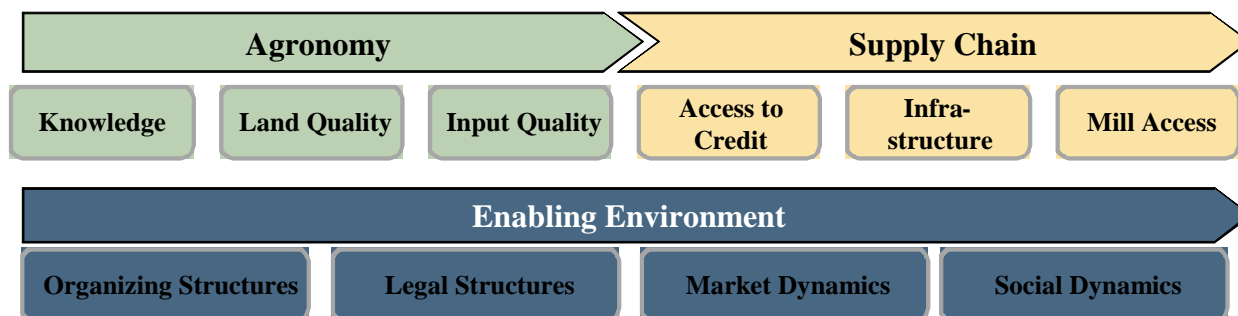 Agronomy
Supply Chain
Knowledge
Land Quality
Input Quality
Access to
Credit
Infra-
structure
Mill Access
Enabling Environment
Organizing Structures
Legal Structures
Market Dynamics
Social Dynamics